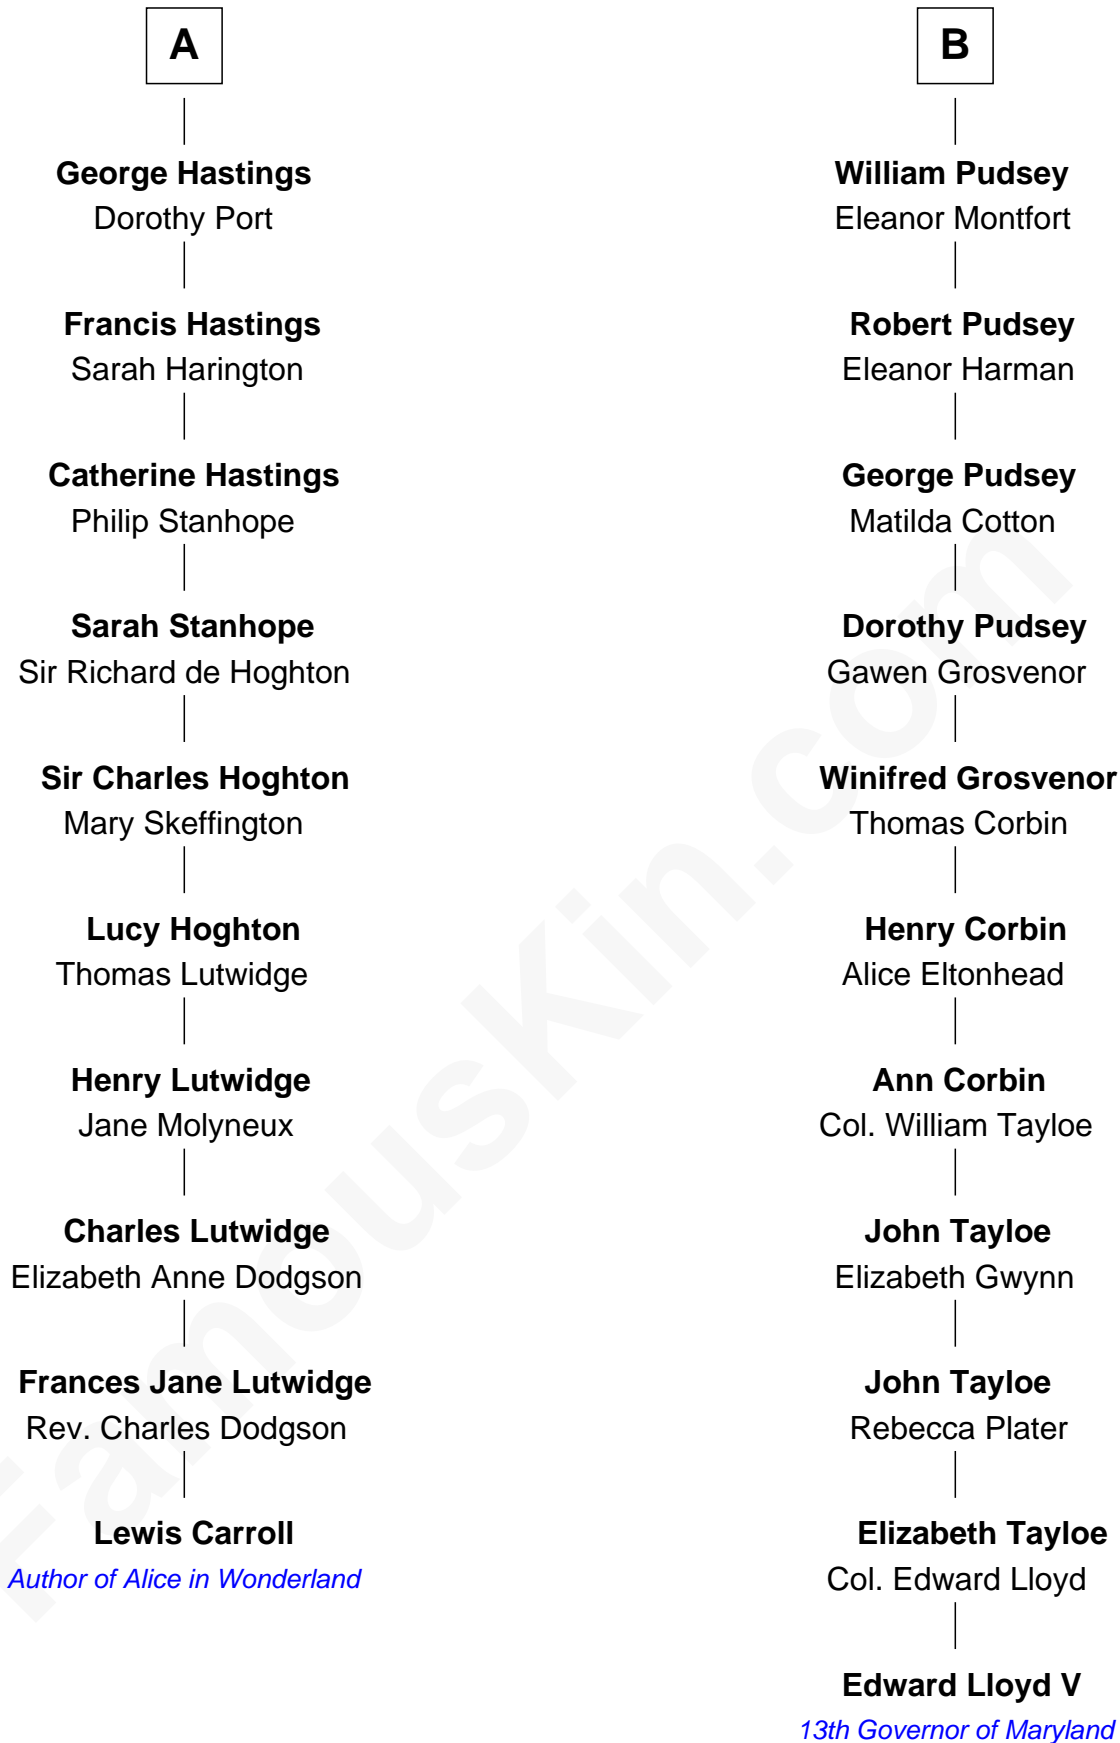 A
George Hastings
Dorothy Port
Francis Hastings
Sarah Harington
Catherine Hastings
Philip Stanhope
Sarah Stanhope
Sir Richard de Hoghton
Sir Charles Hoghton
Mary Skeffington
Lucy Hoghton
Thomas Lutwidge
Henry Lutwidge
Jane Molyneux
Charles Lutwidge
Elizabeth Anne Dodgson
Frances Jane Lutwidge
Rev. Charles Dodgson
Lewis Carroll
Author of Alice in Wonderland
B
William Pudsey
Eleanor Montfort
Robert Pudsey
Eleanor Harman
George Pudsey
Matilda Cotton
Dorothy Pudsey
Gawen Grosvenor
Winifred Grosvenor
Thomas Corbin
Henry Corbin
Alice Eltonhead
Ann Corbin
Col. William Tayloe
John Tayloe
Elizabeth Gwynn
John Tayloe
Rebecca Plater
Elizabeth Tayloe
Col. Edward Lloyd
Edward Lloyd V
13th Governor of Maryland
FamousKin.com